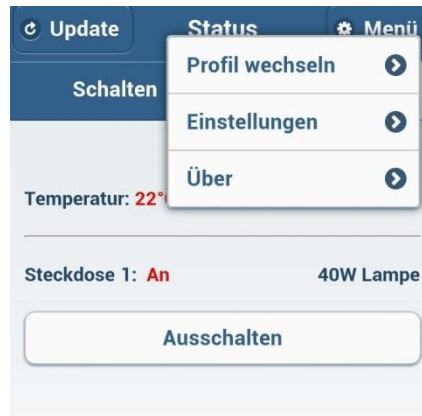 Update Status Menü
Schalten
Profil wechseln
Einstellungen
Über
Temperatur: 22°
Steckdose 1: An 40W Lampe
Ausschalten